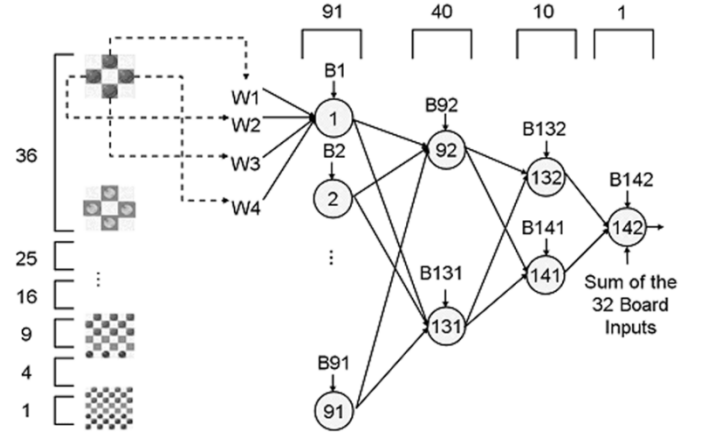 91
40
10
1
36
25
16
9
4
1
W1
W2
W3
W4
B1
1
B2
2
⋮
B91
91
B92
92
B131
131
B132
132
B141
141
B142
142
Sum of the
32 Board
Inputs